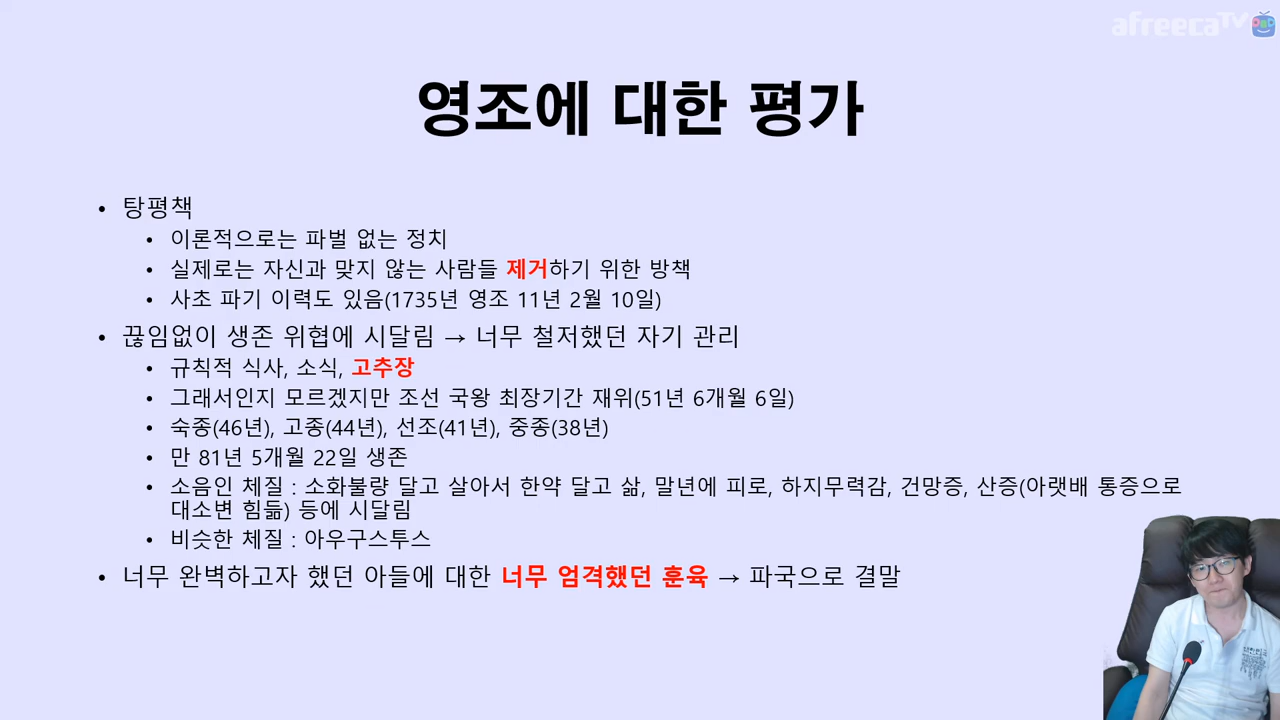 afreecaTV
영조에 대한 평가
• 탕평책
• 이론적으로는 파벌 없는 정치
• 실제로는 자신과 맞지 않는 사람들 제거하기 위한 방책
• 사초 파기 이력도 있음(1735년 영조 11년 2월 10일)
• 끊임없이 생존 위협에 시달림 → 너무 철저했던 자기 관리
• 규칙적 식사, 소식, 고추장
• 그래서인지 모르겠지만 조선 국왕 최장기간 재위(51년 6개월 6일)
• 숙종(46년), 고종(44년), 선조(41년), 중종(38년)
• 만 81년 5개월 22일 생존
• 소음인 체질 : 소화불량 달고 살아서 한약 달고 삶, 말년에 피로, 하지무력감, 건망증, 산증(아랫배 통증으로
대소변 힘듦) 등에 시달림
• 비슷한 체질 : 아우구스투스
• 너무 완벽하고자 했던 아들에 대한 너무 엄격했던 훈육 → 파국으로 결말